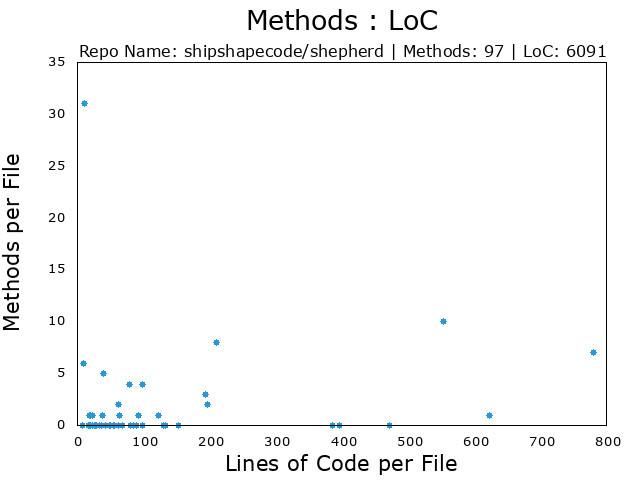 Methods : LoC
Repo Name: shipshapecode/shepherd | Methods: 97 | LoC: 6091
35
30
25
20
15
10
5
0
Methods per File
0 100 200 300 400 500 600 700 800
Lines of Code per File